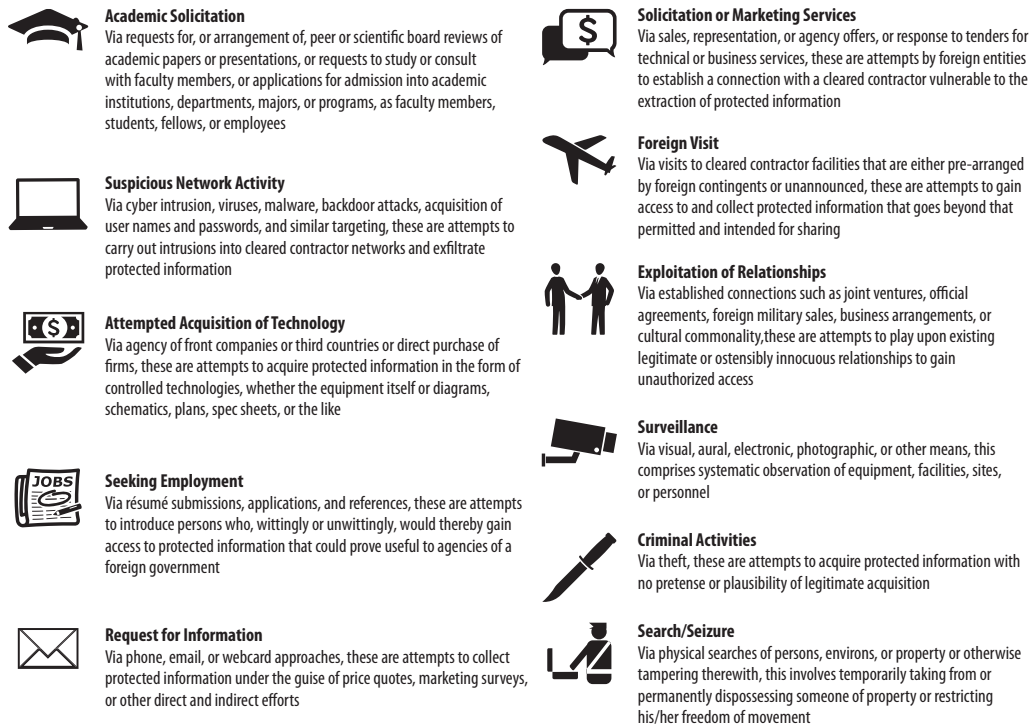 Academic Solicitation
Via requests for, or arrangement of, peer or scientific board reviews of
academic papers or presentations, or requests to study or consult
with faculty members, or applications for admission into academic
institutions, departments, majors, or programs, as faculty members,
students, fellows, or employees
Suspicious Network Activity
Via cyber intrusion, viruses, malware, backdoor attacks, acquisition of
user names and passwords, and similar targeting, these are attempts to
carry out intrusions into cleared contractor networks and exfiltrate
protected information
Attempted Acquisition of Technology
Via agency of front companies or third countries or direct purchase of
firms, these are attempts to acquire protected information in the form of
controlled technologies, whether the equipment itself or diagrams,
schematics, plans, spec sheets, or the like
JOBS
Seeking Employment
Via résumé submissions, applications, and references, these are attempts
to introduce persons who, wittingly or unwittingly, would thereby gain
access to protected information that could prove useful to agencies of a
foreign government
Request for Information
Via phone, email, or webcard approaches, these are attempts to collect
protected information under the guise of price quotes, marketing surveys,
or other direct and indirect efforts
$
Solicitation or Marketing Services
Via sales, representation, or agency offers, or response to tenders for
technical or business services, these are attempts by foreign entities
to establish a connection with a cleared contractor vulnerable to the
extraction of protected information
Foreign Visit
Via visits to cleared contractor facilities that are either pre-arranged
by foreign contingents or unannounced, these are attempts to gain
access to and collect protected information that goes beyond that
permitted and intended for sharing
Exploitation of Relationships
Via established connections such as joint ventures, official
agreements, foreign military sales, business arrangements, or
cultural commonality,these are attempts to play upon existing
legitimate or ostensibly innocuous relationships to gain
unauthorized access
Surveillance
Via visual, aural, electronic, photographic, or other means, this
comprises systematic observation of equipment, facilities, sites,
or personnel
Criminal Activities
Via theft, these are attempts to acquire protected information with
no pretense or plausibility of legitimate acquisition
Search/Seizure
Via physical searches of persons, environs, or property or otherwise
tampering therewith, this involves temporarily taking from or
permanently dispossessing someone of property or restricting
his/her freedom of movement